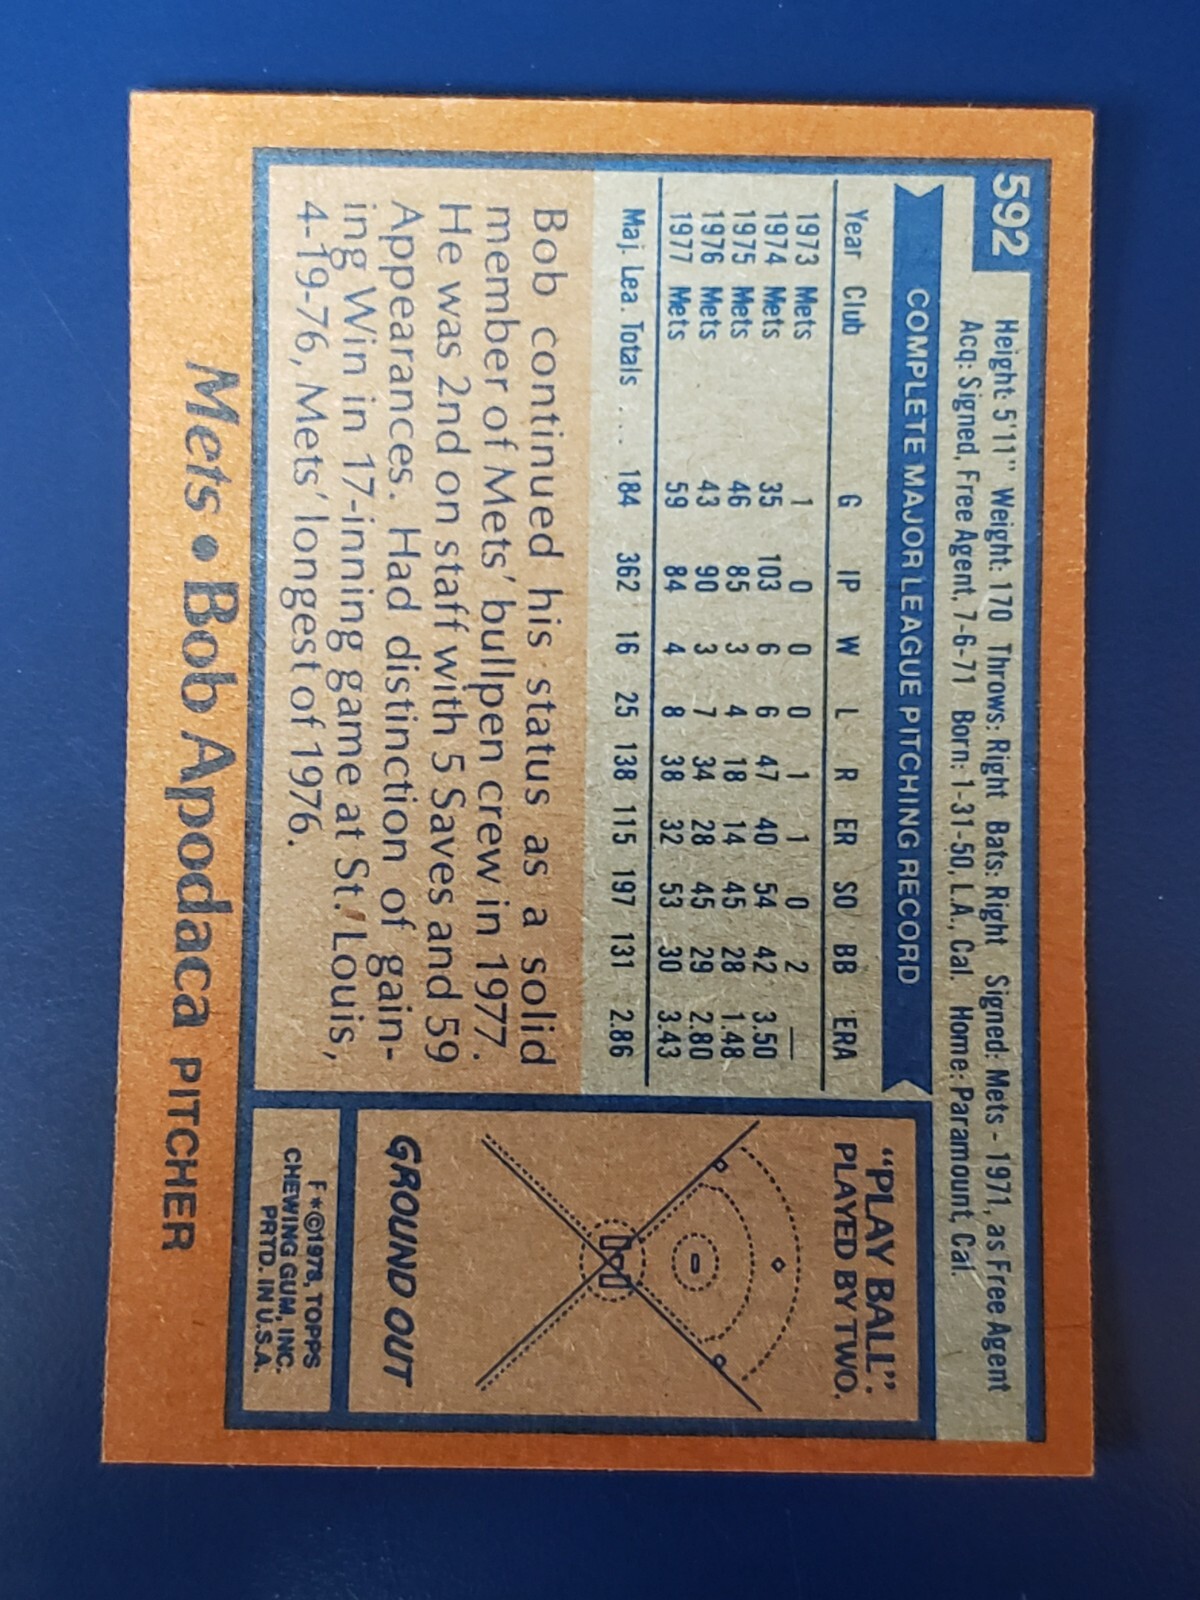 592
Height: 5'11" Weight: 170 Throws: Right Bats: Right Signed: Mets - 1971, as Free Agent
Acq: Signed, Free Agent. 7-6-71 Born: 1-31-50, L.A., Cal. Home: Paramount, Cal.
COMPLETE MAJOR LEAGUE PITCHING RECORD
Year Club G IP W L R ER SO BB ERA
1973 Mets 1 0 0 0 1 1 0 2 —
1974 Mets 35 103 6 6 47 40 54 42 3.50
1975 Mets 46 85 3 4 18 14 45 28 1.48
1976 Mets 43 90 3 7 34 28 45 29 2.80
1977 Mets 59 84 4 8 38 32 53 30 3.43
Maj. Lea. Totals ... 184 362 16 25 138 115 197 131 2.86
Bob continued his status as a solid
member of Mets' bullpen crew in 1977.
He was 2nd on staff with 5 Saves and 59
Appearances. Had distinction of gain-
ing Win in 17-inning game at St. Louis,
4-19-76, Mets' longest of 1976.
"PLAY BALL".
PLAYED BY TWO.
GROUND OUT
F*©1978, TOPPS
CHEWING GUM, INC.
PRTD. IN U.S.A.
Mets • Bob Apodaca PITCHER